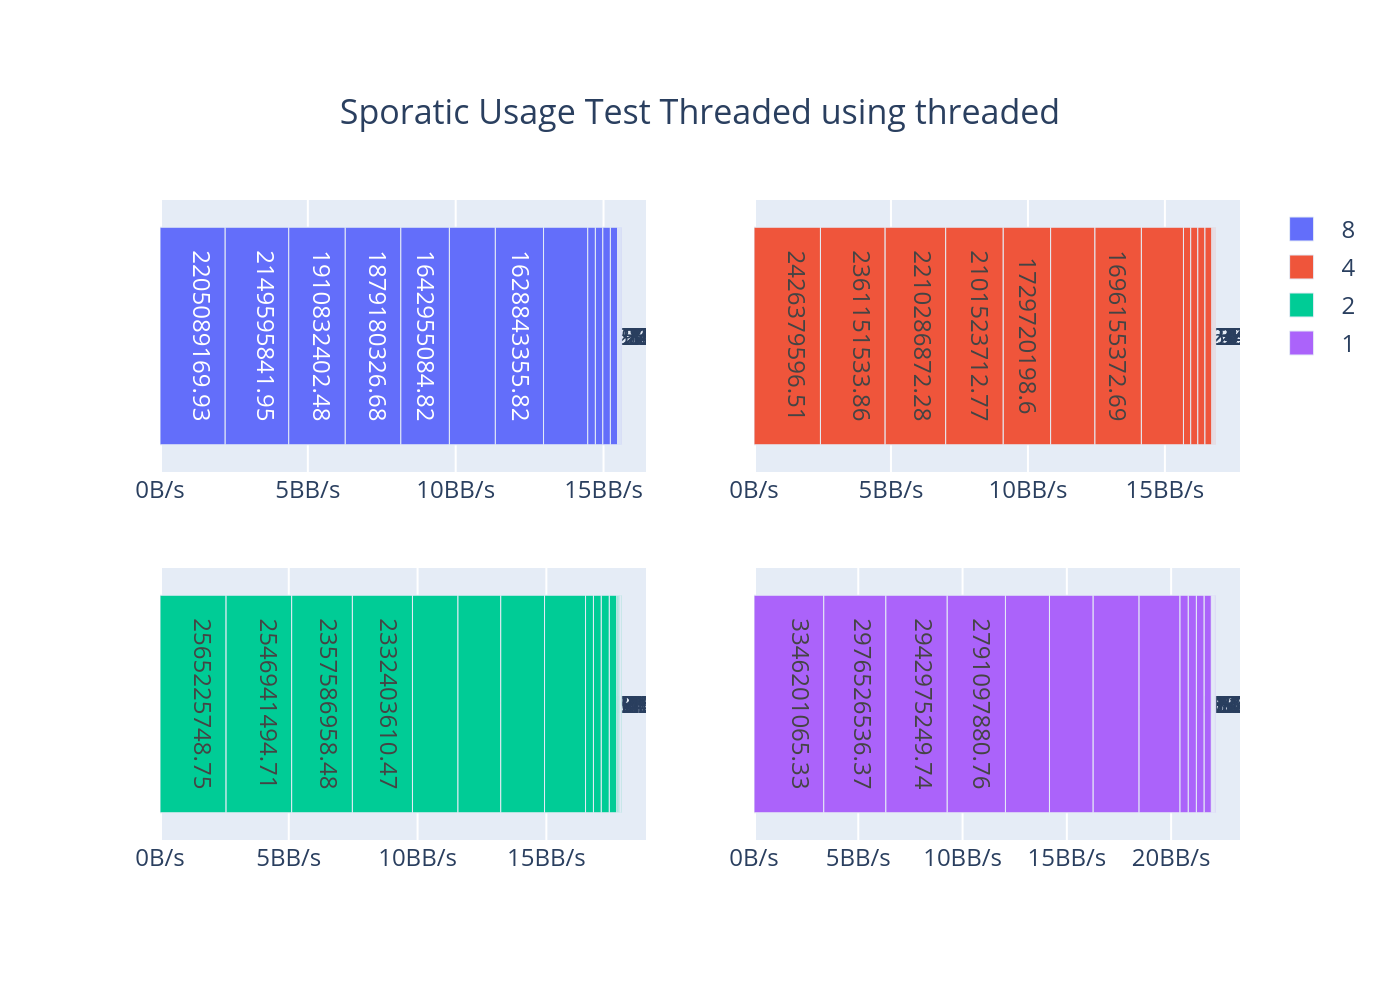 Sporatic Usage Test Threaded using threaded
2205089169.93
2149595841.95
1910832402.48
1879180326.68
1642955084.82
1628843355.82
0B/s
5BB/s
10BB/s
15BB/s
2426379596.51
2361151533.86
2210286872.28
2101523712.77
1729720198.6
1696155372.69
0B/s
5BB/s
10BB/s
15BB/s
8
4
2
1
2565225748.75
2546941494.71
2357586958.48
2332403610.47
0B/s
5BB/s
10BB/s
15BB/s
3346201065.33
2976526536.37
2942975249.74
2791097880.76
0B/s
5BB/s
10BB/s
15BB/s
20BB/s